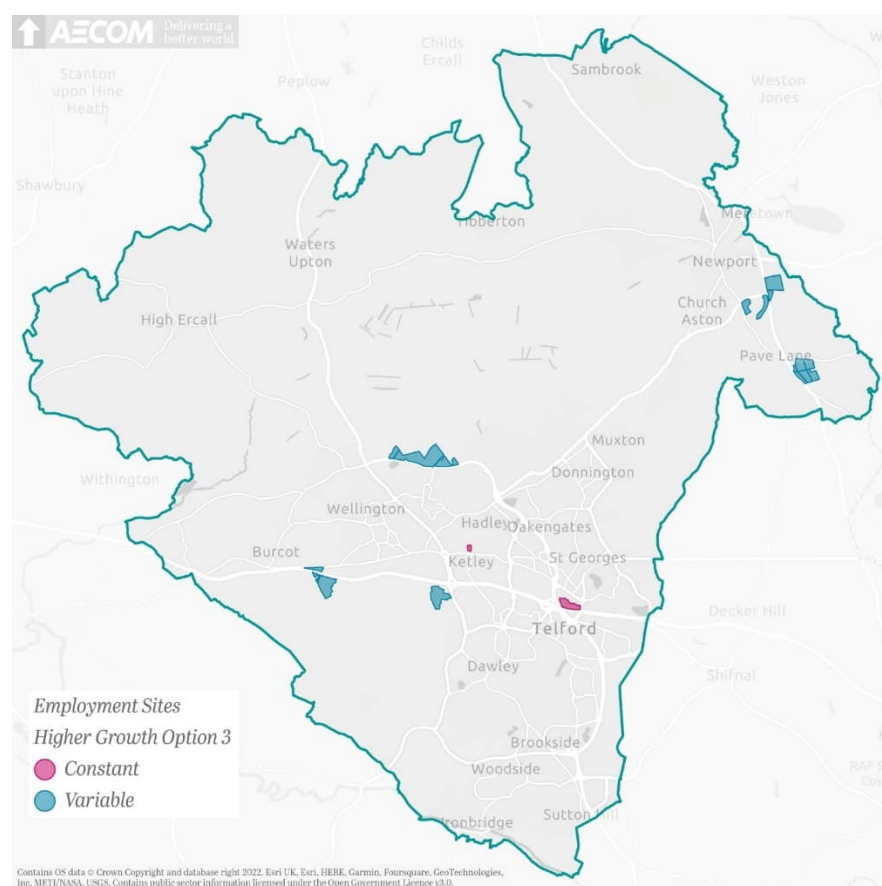 AECOM
Delivering a
better world
Childs
Ercall
Sambrook
Stanton
upon Hine
Heath
Peplow
Weston
Jones
Shawbury
Meretown
Tibberton
Waters
Upton
Newport
Church
Aston
High Ercall
Pave Lane
Muxton
Donnington
Withington
Wellington
Hadley
Oakengates
Burcot
Ketley
St Georges
Decker Hill
Telford
Dawley
Shifnal
Employment Sites
Higher Growth Option 3
Constant
Variable
Brookside
Woodside
RAF
Cos
Sutton Hill
Ironbridge
Contains OS data © Crown Copyright and database right 2022. Esri UK, Esri, HERE, Garmin, Foursquare, GeoTechnologies,
Inc, METI/NASA, USGS. Contains public sector information licensed under the Open Government Licence v3.0.